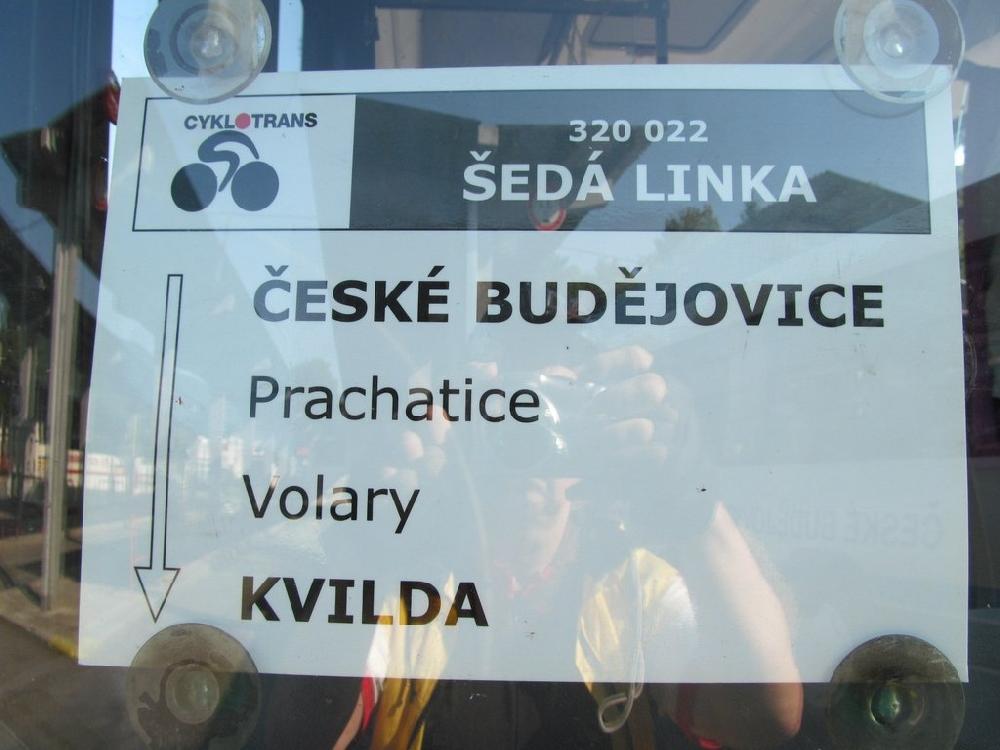 CYKLOTRANS
320 022
ŠEDÁ LINKA
ČESKÉ BUDĚJOVICE
Prachatice
Volary
KVILDA